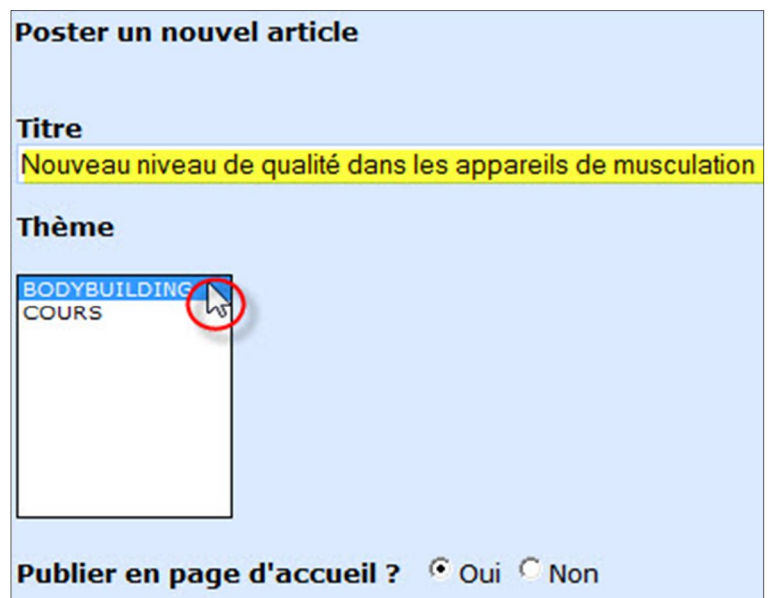 Poster un nouvel article
Titre
Nouveau niveau de qualité dans les appareils de musculation
Thème
BODYBUILDING
COURS
Publier en page d'accueil ? Oui Non